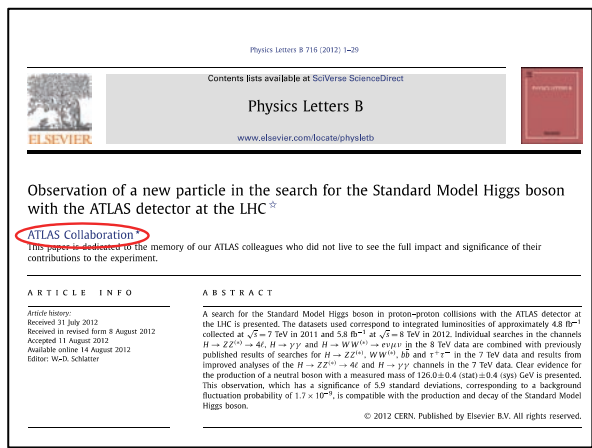 Physics Letters B 716 (2012) 1–29
Contents lists available at SciVerse ScienceDirect
Physics Letters B
www.elsevier.com/locate/physletb
ELSEVIER
PHYSICS LETTERS B
Observation of a new particle in the search for the Standard Model Higgs boson
with the ATLAS detector at the LHC ☆
ATLAS Collaboration *
This paper is dedicated to the memory of our ATLAS colleagues who did not live to see the full impact and significance of their
contributions to the experiment.
ARTICLE INFO
Article history:
Received 31 July 2012
Received in revised form 8 August 2012
Accepted 11 August 2012
Available online 14 August 2012
Editor: W.-D. Schlatter
ABSTRACT
A search for the Standard Model Higgs boson in proton–proton collisions with the ATLAS detector at
the LHC is presented. The datasets used correspond to integrated luminosities of approximately 4.8 fb⁻¹
collected at √s = 7 TeV in 2011 and 5.8 fb⁻¹ at √s = 8 TeV in 2012. Individual searches in the channels
H → ZZ⁽*⁾ → 4ℓ, H → γγ and H → WW⁽*⁾ → eνμν in the 8 TeV data are combined with previously
published results of searches for H → ZZ⁽*⁾, WW⁽*⁾, bb̄ and τ⁺τ⁻ in the 7 TeV data and results from
improved analyses of the H → ZZ⁽*⁾ → 4ℓ and H → γγ channels in the 7 TeV data. Clear evidence for
the production of a neutral boson with a measured mass of 126.0 ± 0.4 (stat) ± 0.4 (sys) GeV is presented.
This observation, which has a significance of 5.9 standard deviations, corresponding to a background
fluctuation probability of 1.7 × 10⁻⁹, is compatible with the production and decay of the Standard Model
Higgs boson.
© 2012 CERN. Published by Elsevier B.V. All rights reserved.